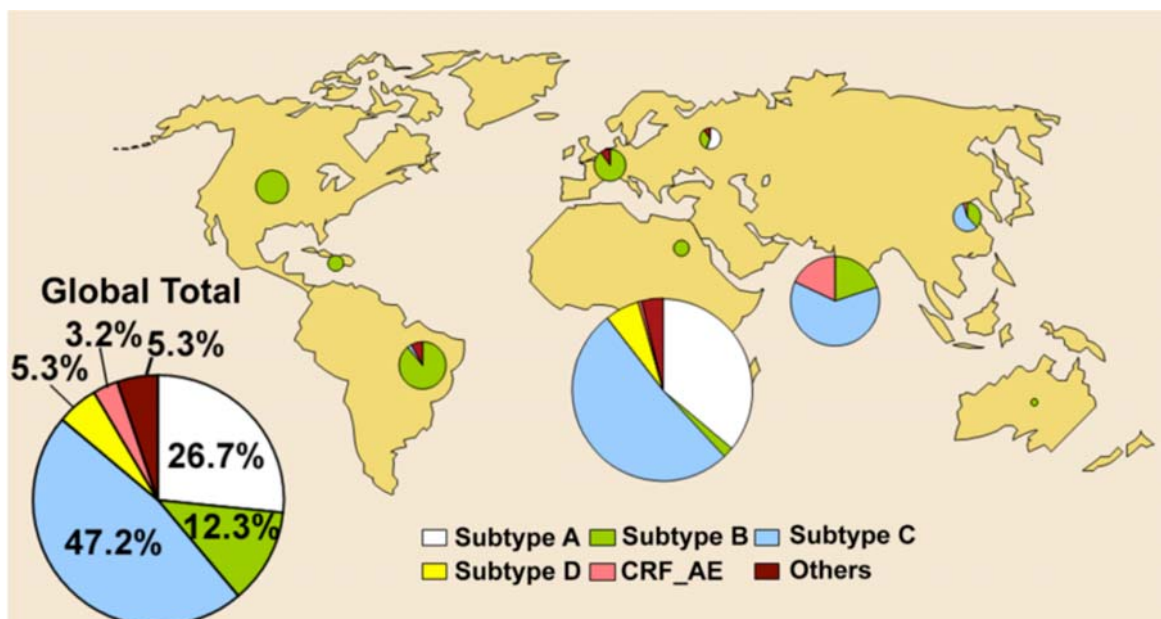 Global Total
3.2%
5.3%
5.3%
26.7%
12.3%
47.2%
Subtype A
Subtype B
Subtype C
Subtype D
CRF_AE
Others